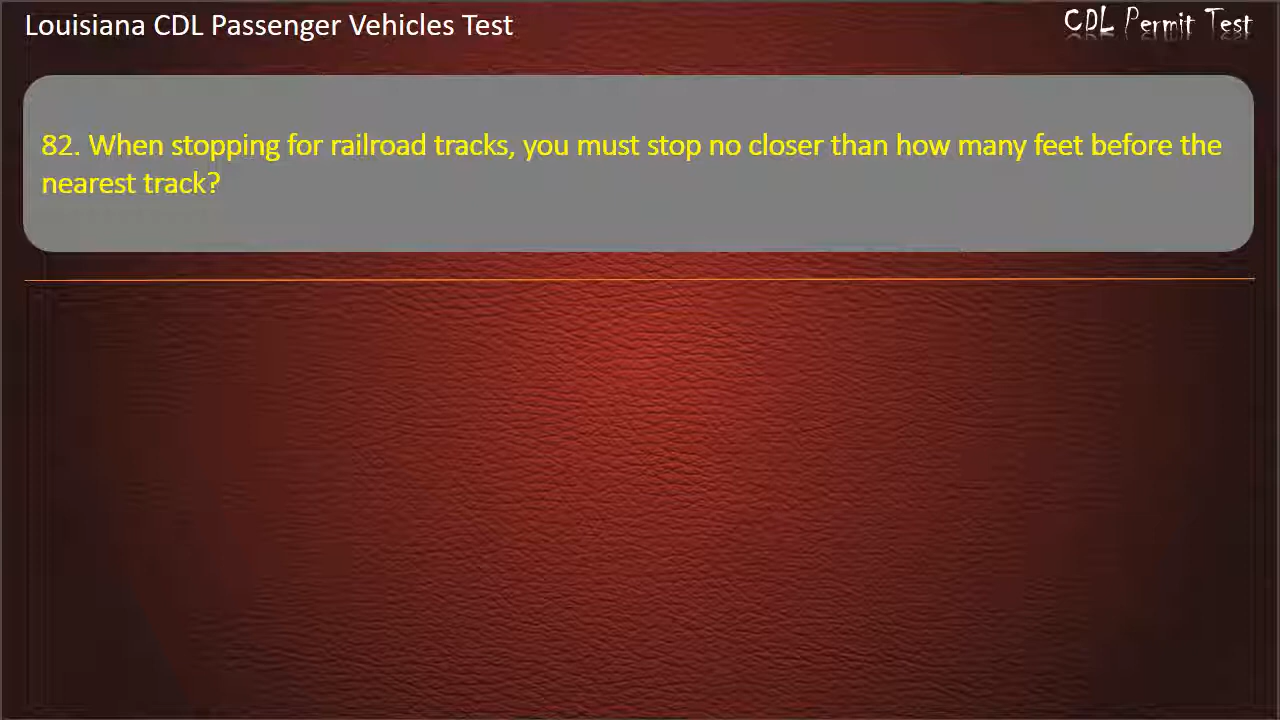 Louisiana CDL Passenger Vehicles Test
CDL Permit Test
82. When stopping for railroad tracks, you must stop no closer than how many feet before the
nearest track?